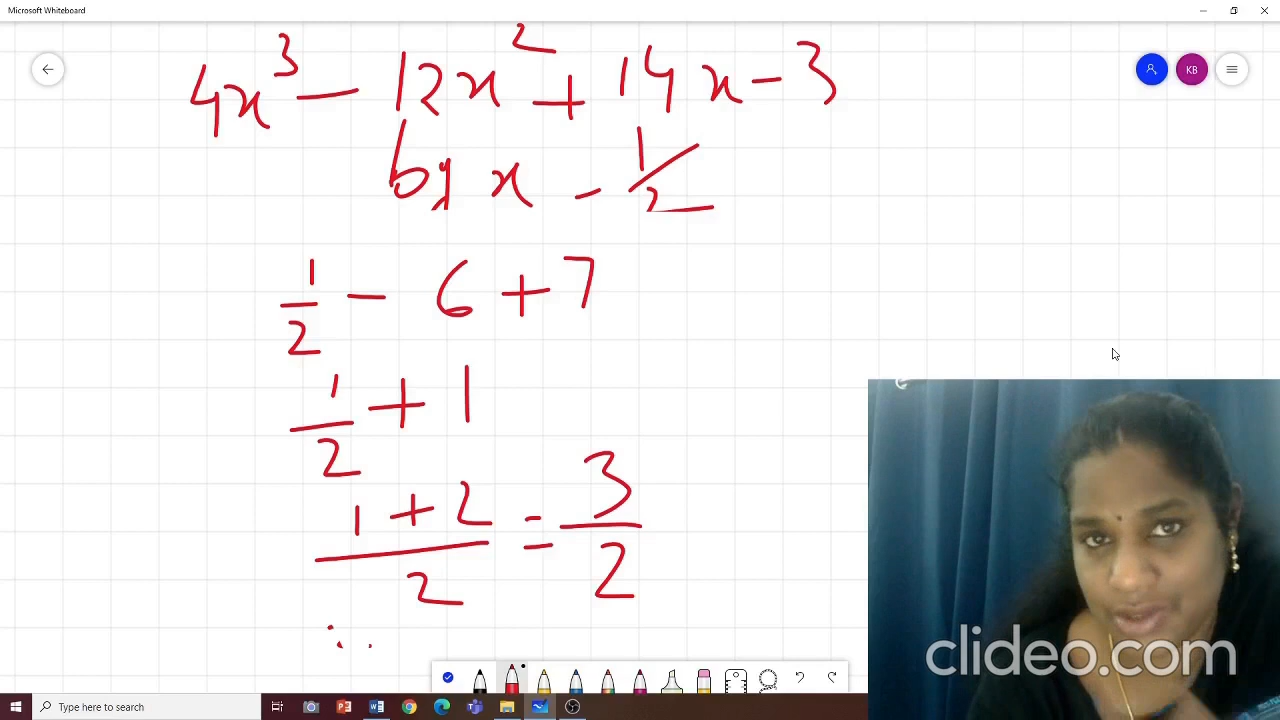 Microsoft Whiteboard
KB
4x³ - 12x² + 14x - 3
by x - 1/2
1/2 - 6 + 7
1/2 + 1
(1 + 2)/2 = 3/2
∴
clideo.com
Type here to search